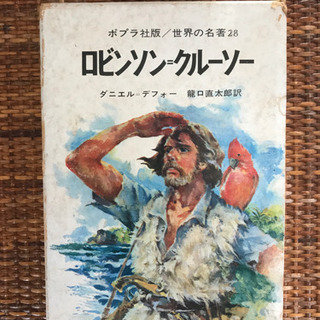 ポプラ社版/世界の名著28
ロビンソン=クルーソー
ダニエル=デフォー 龍口直太郎訳